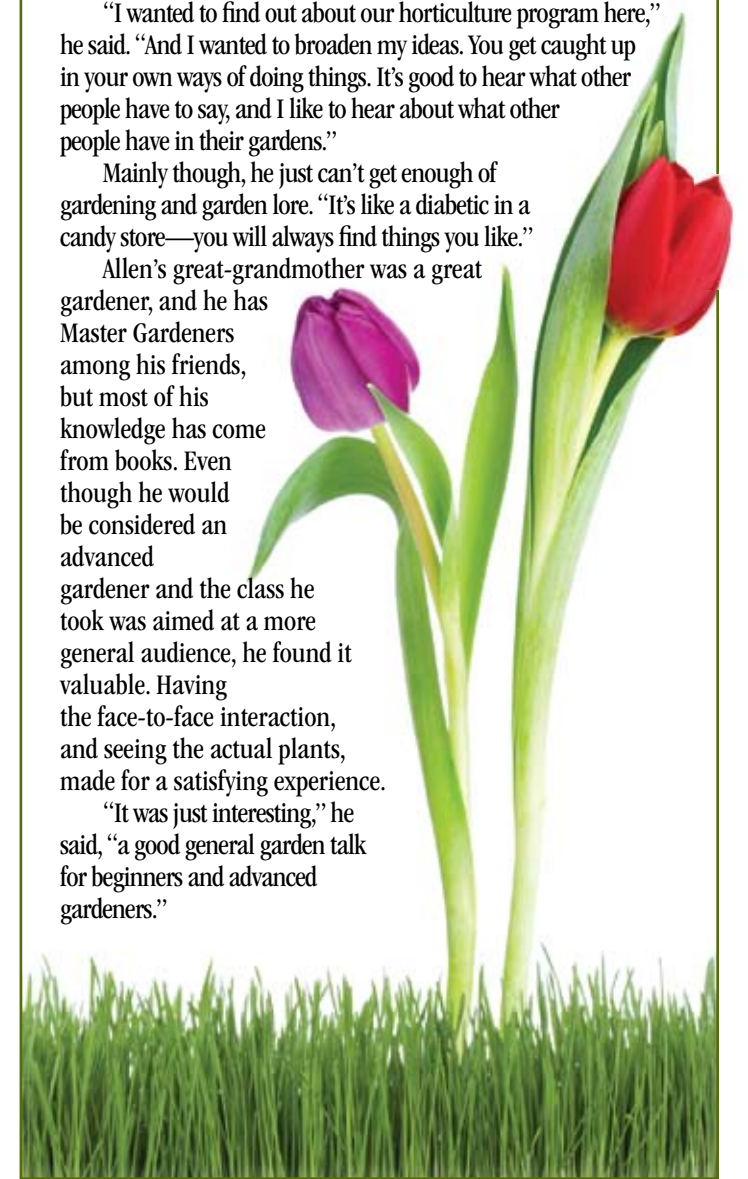 “I wanted to find out about our horticulture program here,”
he said. “And I wanted to broaden my ideas. You get caught up
in your own ways of doing things. It’s good to hear what other
people have to say, and I like to hear about what other
people have in their gardens.”
Mainly though, he just can’t get enough of
gardening and garden lore. “It’s like a diabetic in a
candy store—you will always find things you like.”
Allen’s great-grandmother was a great
gardener, and he has
Master Gardeners
among his friends,
but most of his
knowledge has come
from books. Even
though he would
be considered an
advanced
gardener and the class he
took was aimed at a more
general audience, he found it
valuable. Having
the face-to-face interaction,
and seeing the actual plants,
made for a satisfying experience.
“It was just interesting,” he
said, “a good general garden talk
for beginners and advanced
gardeners.”